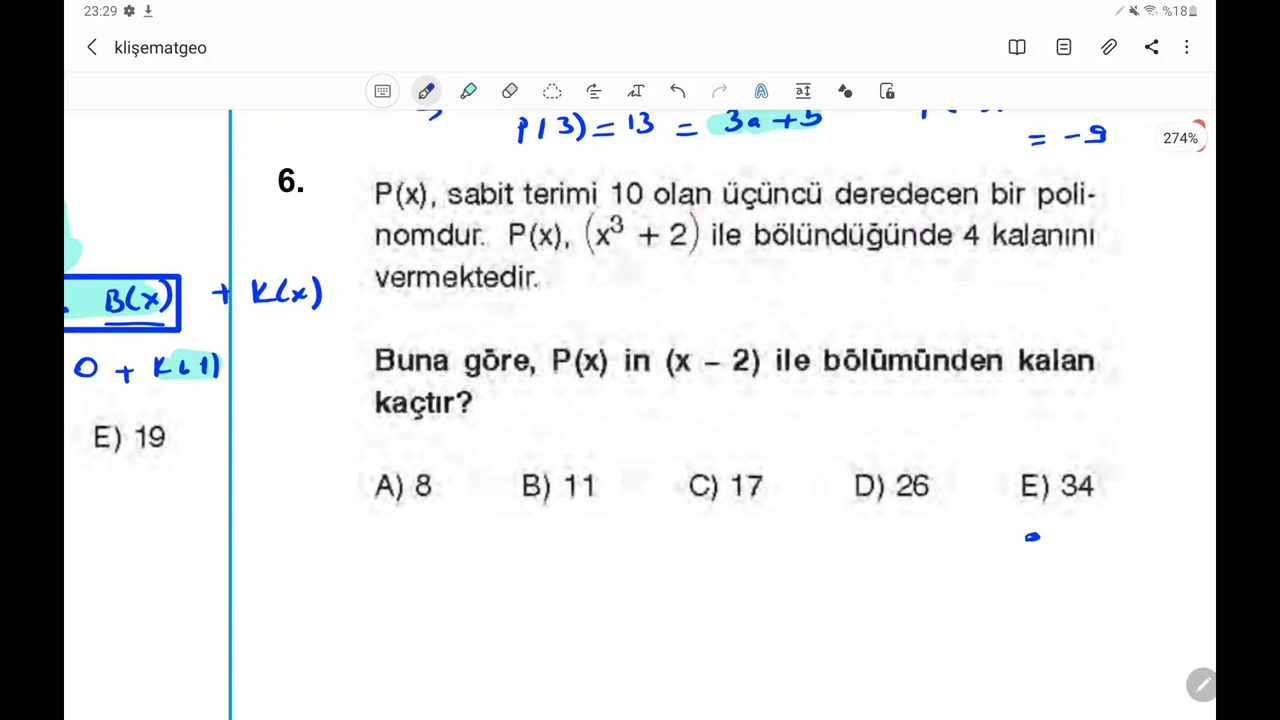 23:29
%18
klişematgeo
P(3) = 13 = 3a + b
= -9
274%
6.
P(x), sabit terimi 10 olan üçüncü deredecen bir poli-
nomdur. P(x), (x³ + 2) ile bölündüğünde 4 kalanını
vermektedir.
B(x) + K(x)
Buna göre, P(x) in (x – 2) ile bölümünden kalan
kaçtır?
0 + K(1)
E) 19
A) 8 B) 11 C) 17 D) 26 E) 34